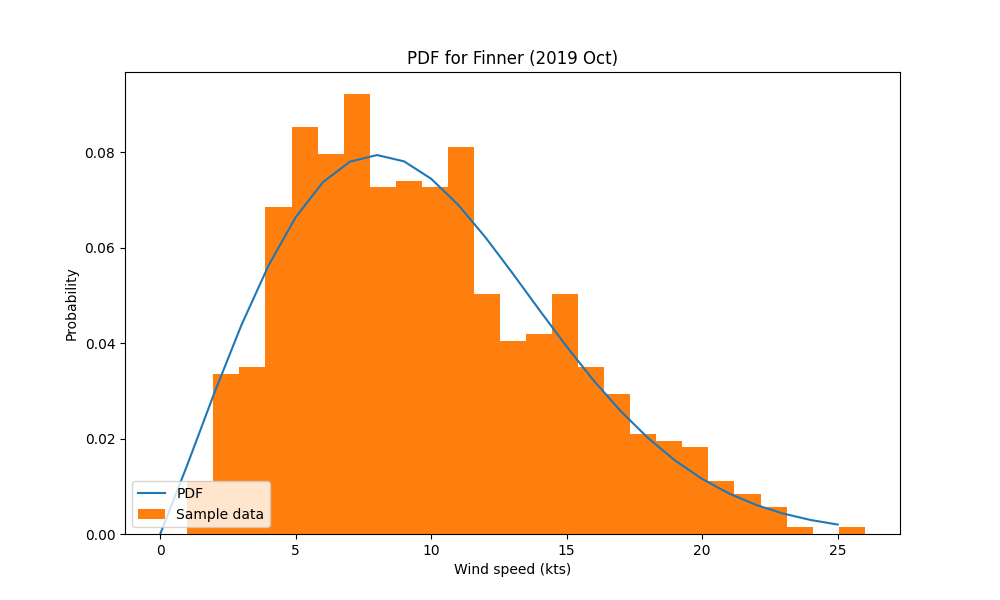 PDF for Finner (2019 Oct)
0.08
0.06
0.04
0.02
0.00
Probability
PDF
Sample data
0
5
10
15
20
25
Wind speed (kts)